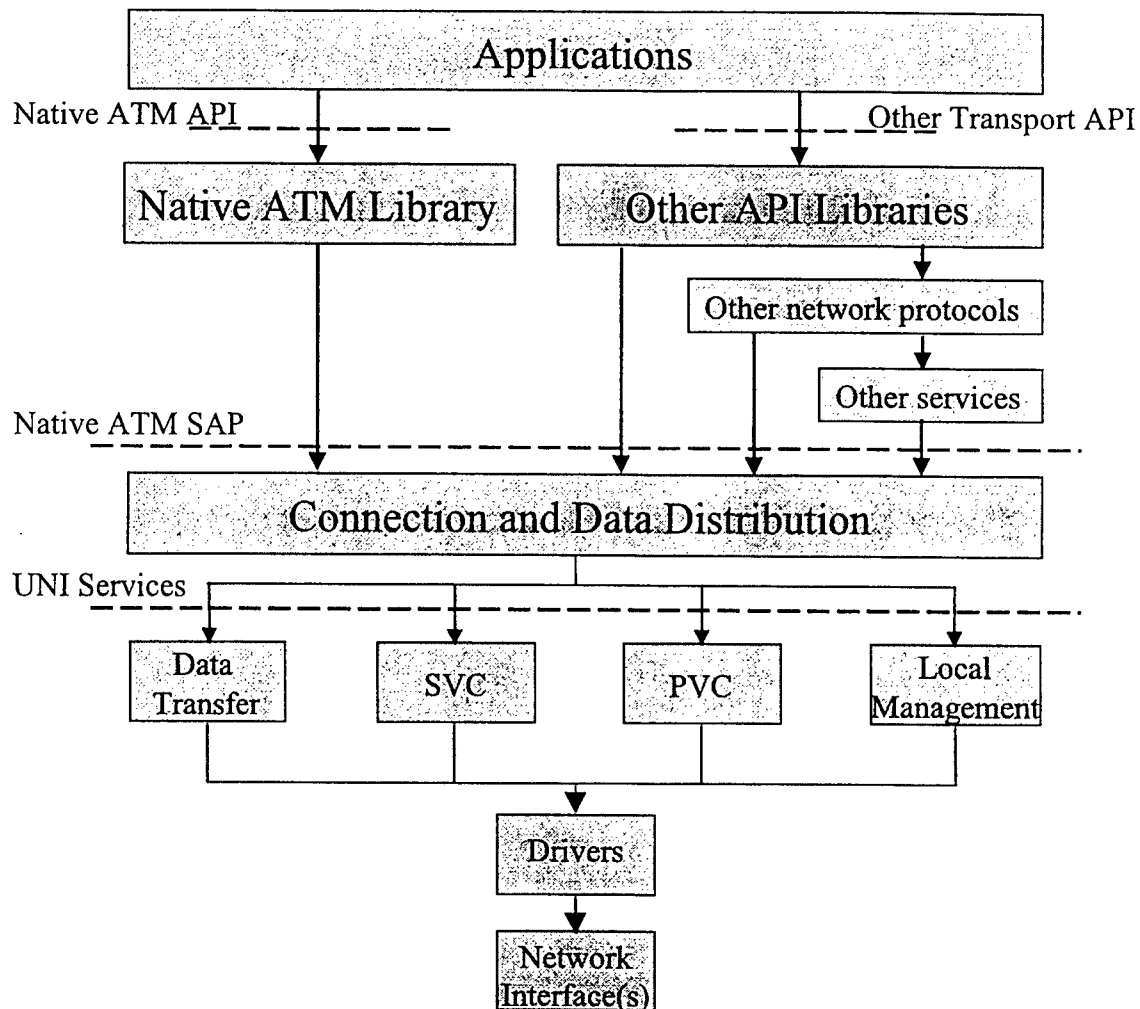 Applications
Native ATM API
Other Transport API
Native ATM Library
Other API Libraries
Other network protocols
Other services
Native ATM SAP
Connection and Data Distribution
UNI Services
Data
Transfer
SVC
PVC
Local
Management
Drivers
Network
Interface(s)